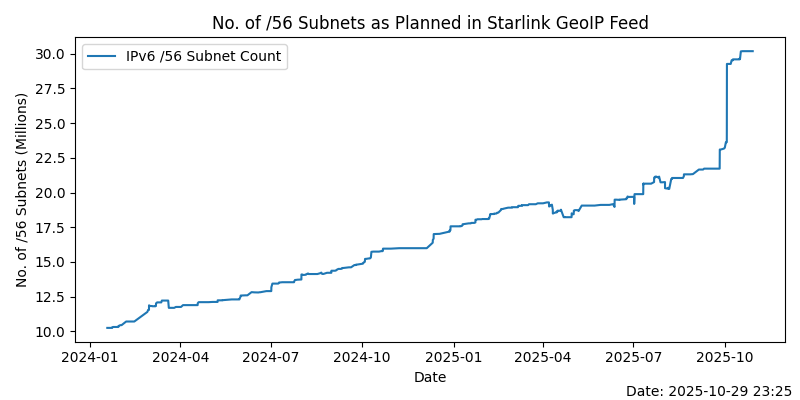 No. of /56 Subnets as Planned in Starlink GeoIP Feed
IPv6 /56 Subnet Count
No. of /56 Subnets (Millions)
30.0
27.5
25.0
22.5
20.0
17.5
15.0
12.5
10.0
2024-01 2024-04 2024-07 2024-10 2025-01 2025-04 2025-07 2025-10
Date
Date: 2025-10-29 23:25